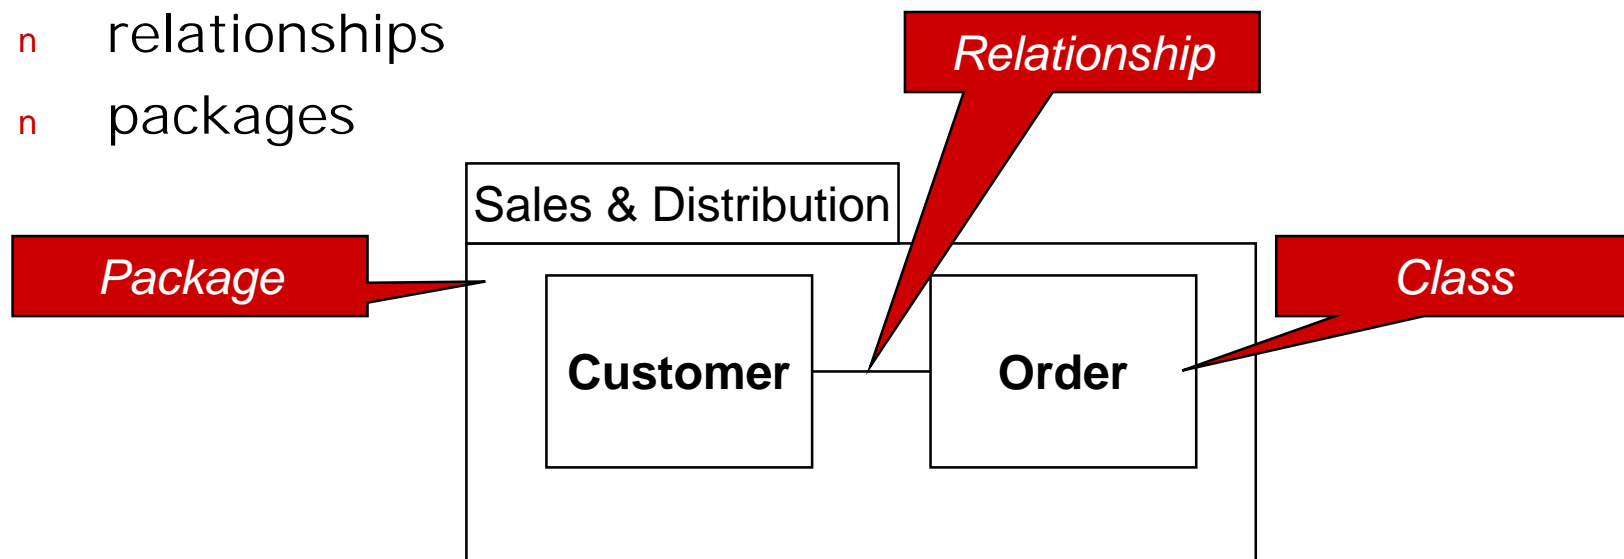 n relationships
n packages
Relationship
Sales & Distribution
Package
Class
Customer
Order